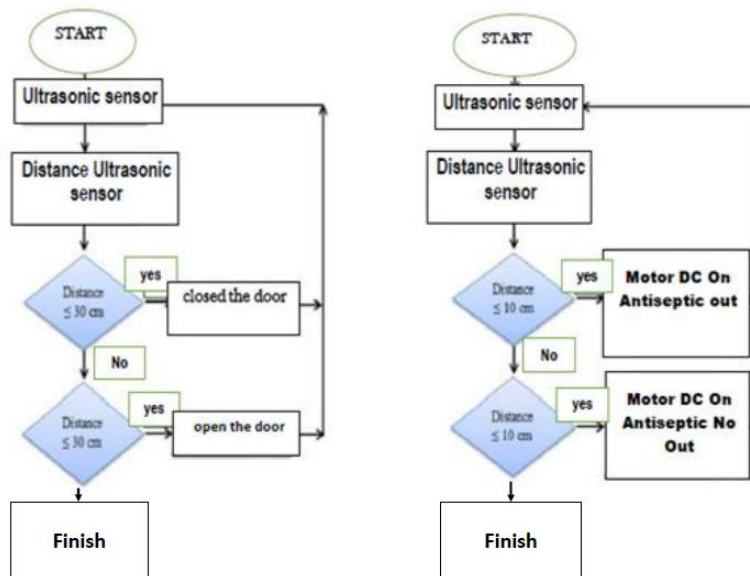 START
Ultrasonic sensor
Distance Ultrasonic
sensor
Distance
≤ 30 cm
yes
closed the door
No
Distance
≤ 30 cm
yes
open the door
Finish
START
Ultrasonic sensor
Distance Ultrasonic
sensor
Distance
≤ 10 cm
yes
Motor DC On
Antiseptic out
No
Distance
≤ 10 cm
yes
Motor DC On
Antiseptic No
Out
Finish